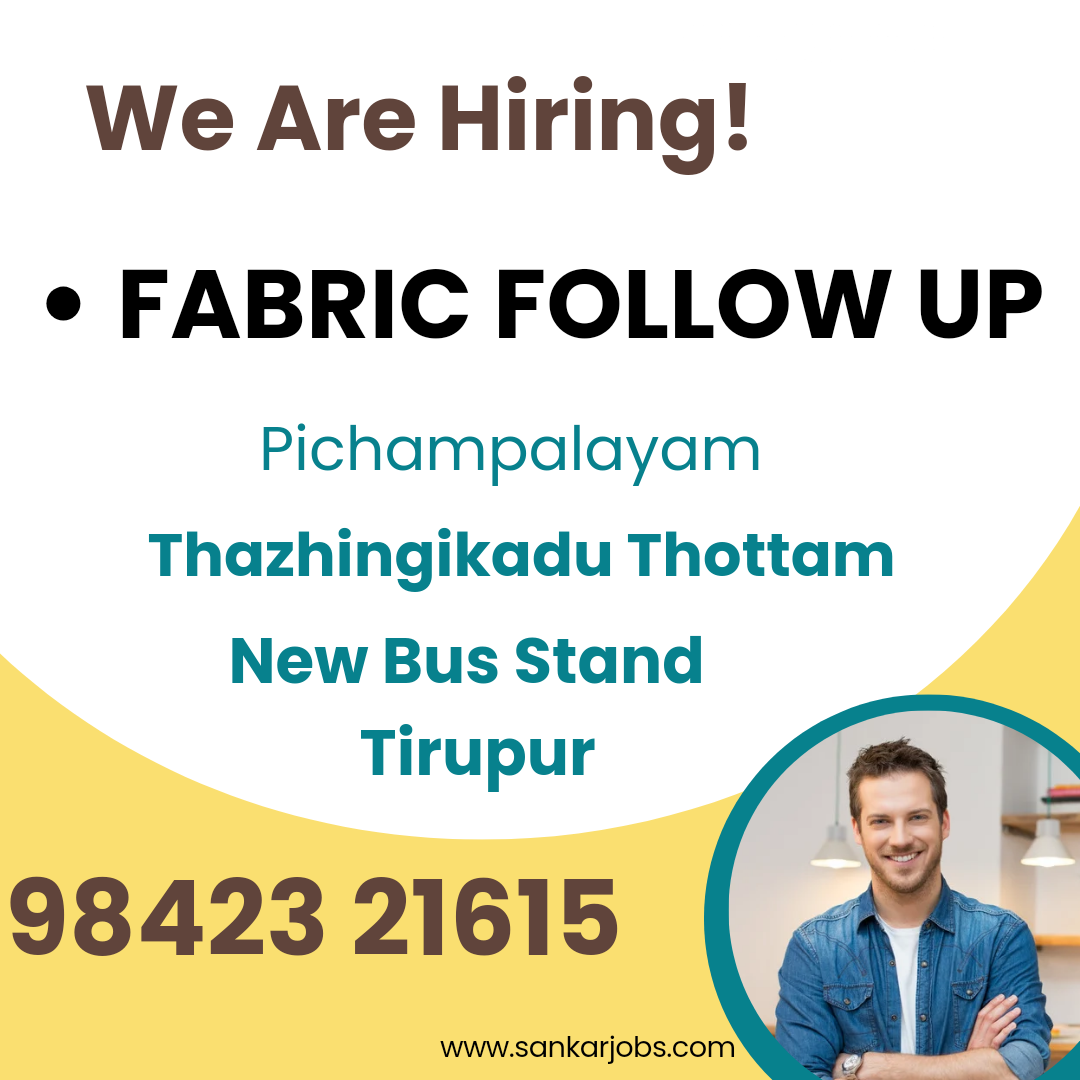 We Are Hiring!
• FABRIC FOLLOW UP
Pichampalayam
Thazhingikadu Thottam
New Bus Stand
Tirupur
98423 21615
www.sankarjobs.com